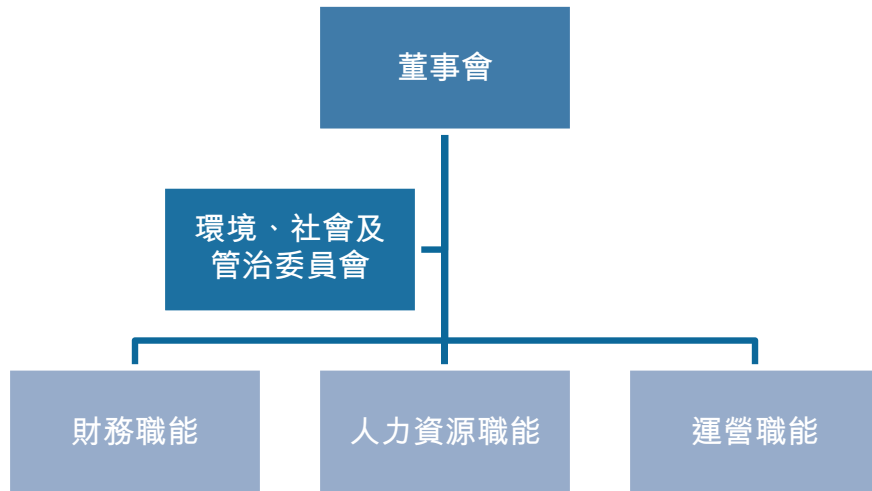 董事會
環境、社會及
管治委員會
財務職能
人力資源職能
運營職能